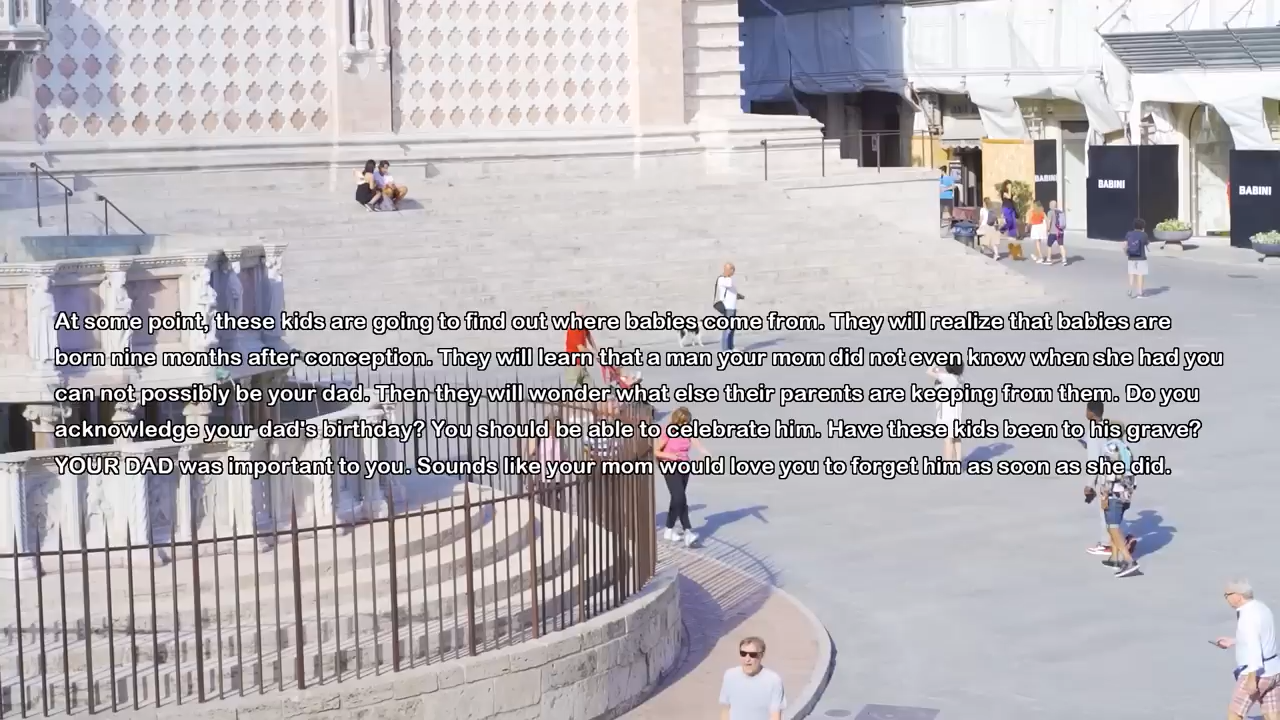 BABINI
BABINI
BABINI
At some point, these kids are going to find out where babies come from. They will realize that babies are
born nine months after conception. They will learn that a man your mom did not even know when she had you
can not possibly be your dad. Then they will wonder what else their parents are keeping from them. Do you
acknowledge your dad's birthday? You should be able to celebrate him. Have these kids been to his grave?
YOUR DAD was important to you. Sounds like your mom would love you to forget him as soon as she did.